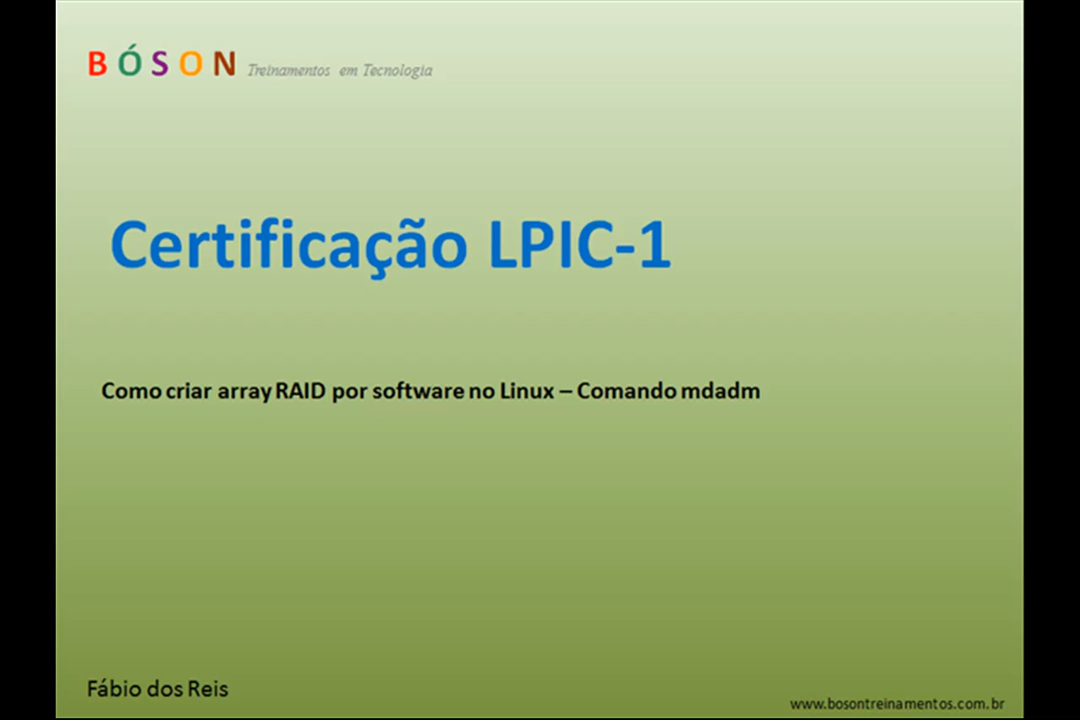 BÓSON Treinamentos em Tecnologia
Certificação LPIC-1
Como criar array RAID por software no Linux – Comando mdadm
Fábio dos Reis
www.bosontreinamentos.com.br